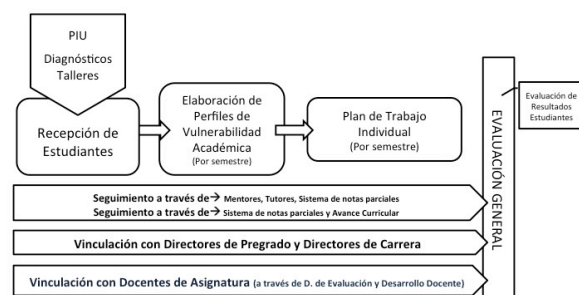 PIU
Diagnósticos
Talleres
Recepción de
Estudiantes
Elaboración de
Perfiles de
Vulnerabilidad
Académica
(Por semestre)
Plan de Trabajo
Individual
(Por semestre)
EVALUACIÓN GENERAL
Evaluación de
Resultados
Estudiantes
Seguimiento a través de→ Mentores, Tutores, Sistema de notas parciales
Seguimiento a través de→ Sistema de notas parciales y Avance Curricular
Vinculación con Directores de Pregrado y Directores de Carrera
Vinculación con Docentes de Asignatura (a través de D. de Evaluación y Desarrollo Docente)